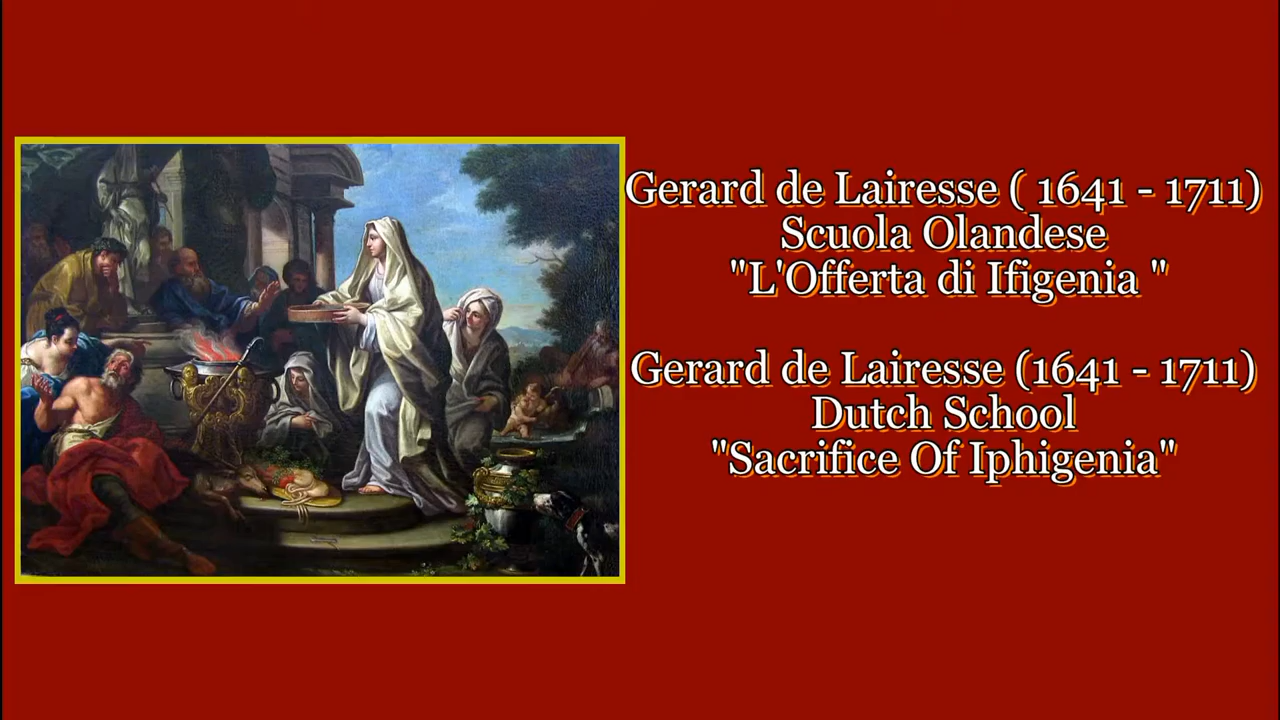 Gerard de Lairesse ( 1641 - 1711)
Scuola Olandese
"L'Offerta di Ifigenia "
Gerard de Lairesse (1641 - 1711)
Dutch School
"Sacrifice Of Iphigenia"